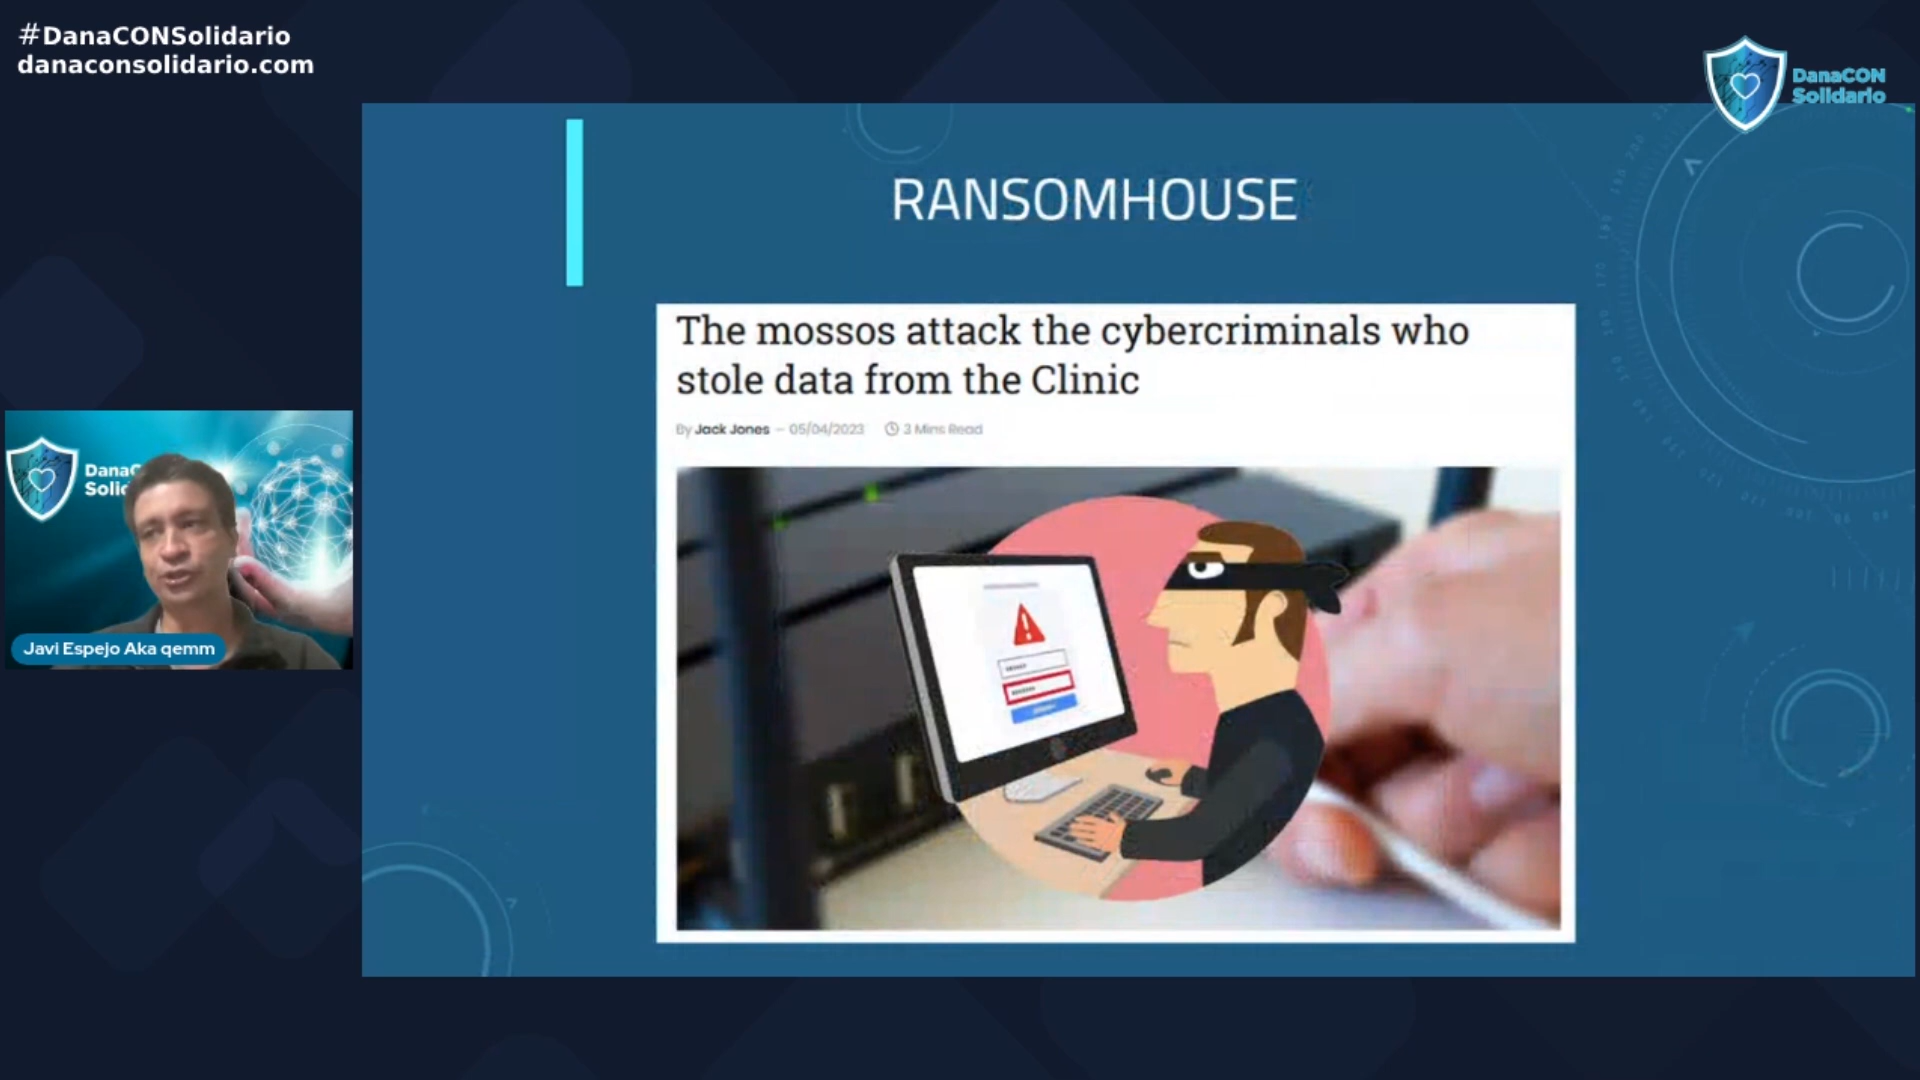 #DanaCONSolidario
danaconsolidario.com
DanaCON
Solidario
RANSOMHOUSE
The mossos attack the cybercriminals who
stole data from the Clinic
By Jack Jones — 05/04/2023 3 Mins Read
Javi Espejo Aka qemm